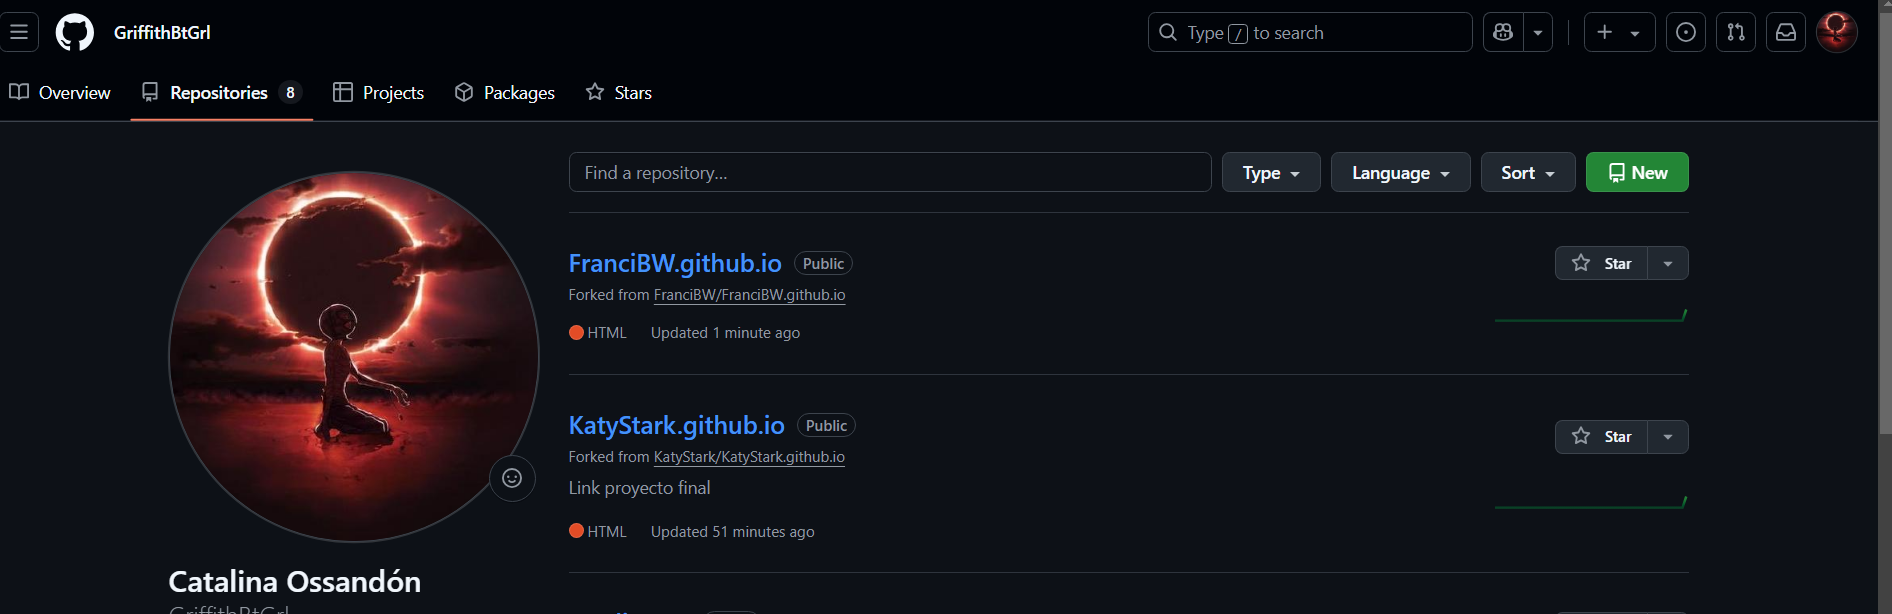 GriffithBtGrl
Type / to search
Overview
Repositories 8
Projects
Packages
Stars
Find a repository...
Type
Language
Sort
New
FranciBW.github.io Public
Star
Forked from FranciBW/FranciBW.github.io
HTML Updated 1 minute ago
KatyStark.github.io Public
Star
Forked from KatyStark/KatyStark.github.io
Link proyecto final
HTML Updated 51 minutes ago
Catalina Ossandón
GriffithBtGrl